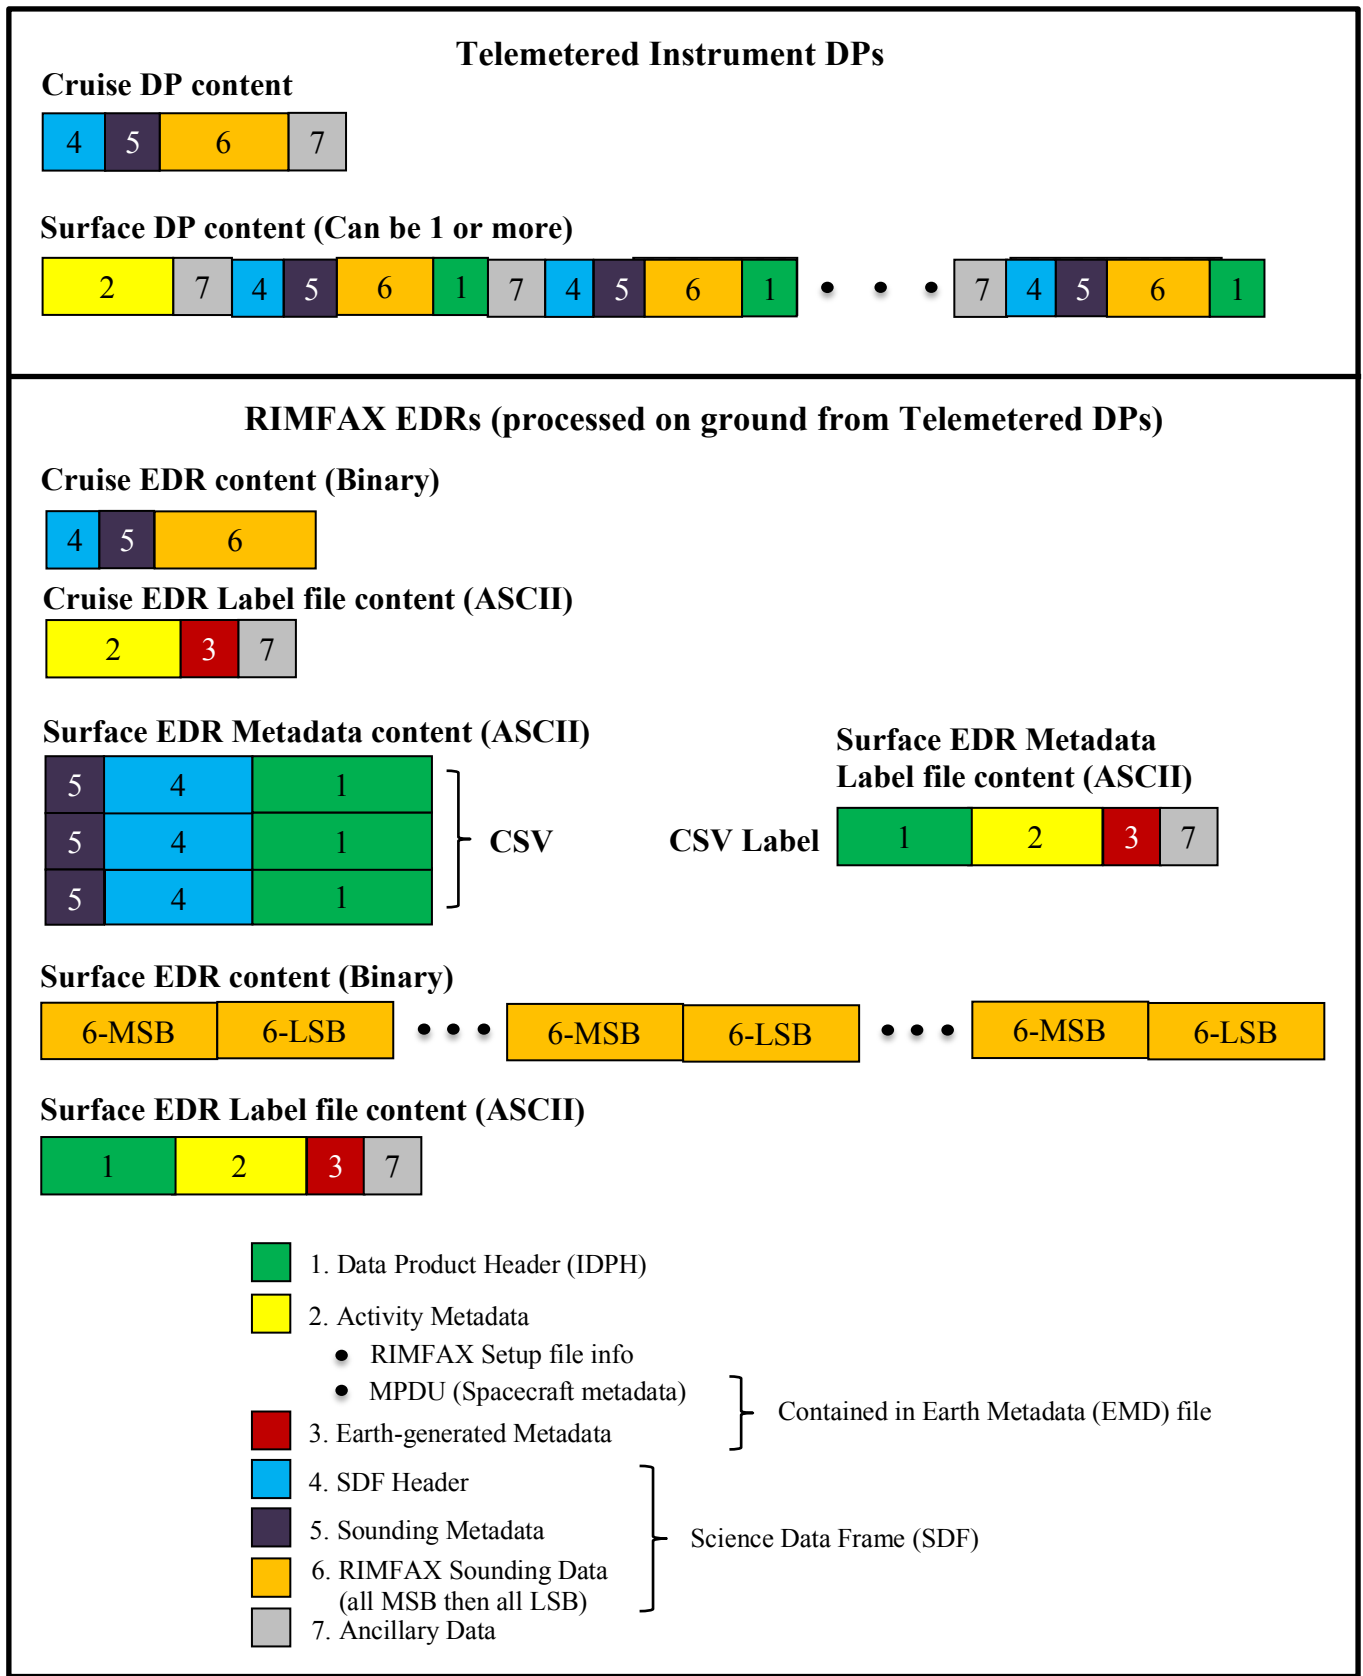 Telemetered Instrument DPs
Cruise DP content
4 5 6 7
Surface DP content (Can be 1 or more)
2 7 4 5 6 1 7 4 5 6 1 • • • 7 4 5 6 1
RIMFAX EDRs (processed on ground from Telemetered DPs)
Cruise EDR content (Binary)
4 5 6
Cruise EDR Label file content (ASCII)
2 3 7
Surface EDR Metadata content (ASCII)
5 4 1
5 4 1
5 4 1
CSV
Surface EDR Metadata
Label file content (ASCII)
CSV Label
1 2 3 7
Surface EDR content (Binary)
6-MSB 6-LSB • • • 6-MSB 6-LSB • • • 6-MSB 6-LSB
Surface EDR Label file content (ASCII)
1 2 3 7
1. Data Product Header (IDPH)
2. Activity Metadata
• RIMFAX Setup file info
• MPDU (Spacecraft metadata)
Contained in Earth Metadata (EMD) file
3. Earth-generated Metadata
4. SDF Header
5. Sounding Metadata
Science Data Frame (SDF)
6. RIMFAX Sounding Data
(all MSB then all LSB)
7. Ancillary Data